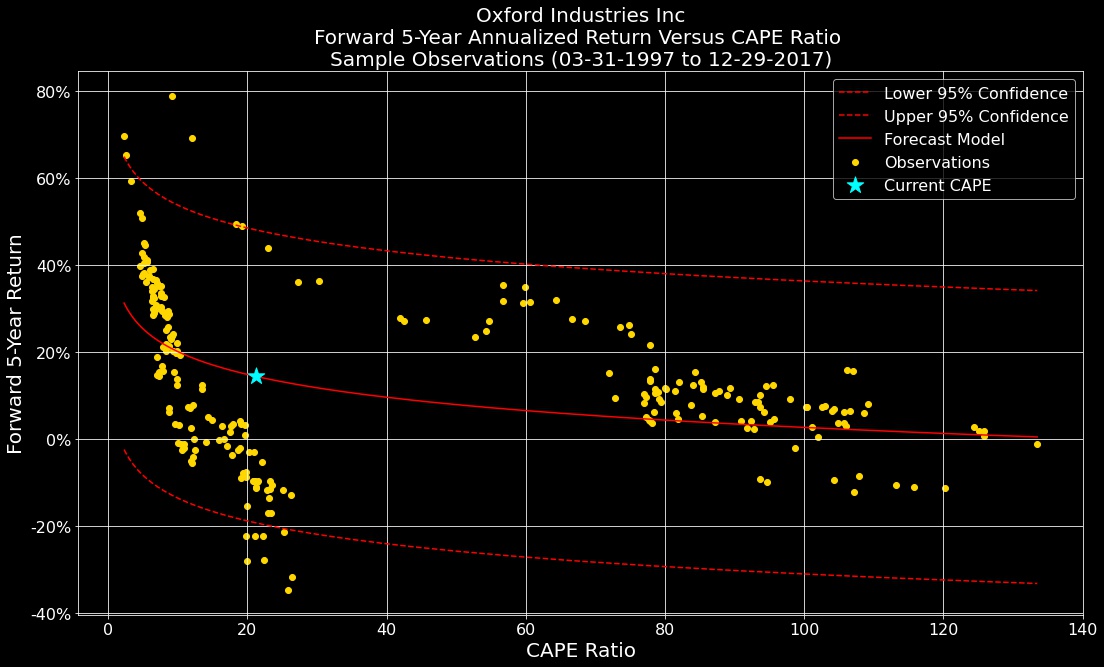 Oxford Industries Inc
Forward 5-Year Annualized Return Versus CAPE Ratio
Sample Observations (03-31-1997 to 12-29-2017)
Lower 95% Confidence
Upper 95% Confidence
Forecast Model
Observations
Current CAPE
Forward 5-Year Return
80%
60%
40%
20%
0%
-20%
-40%
0 20 40 60 80 100 120 140
CAPE Ratio